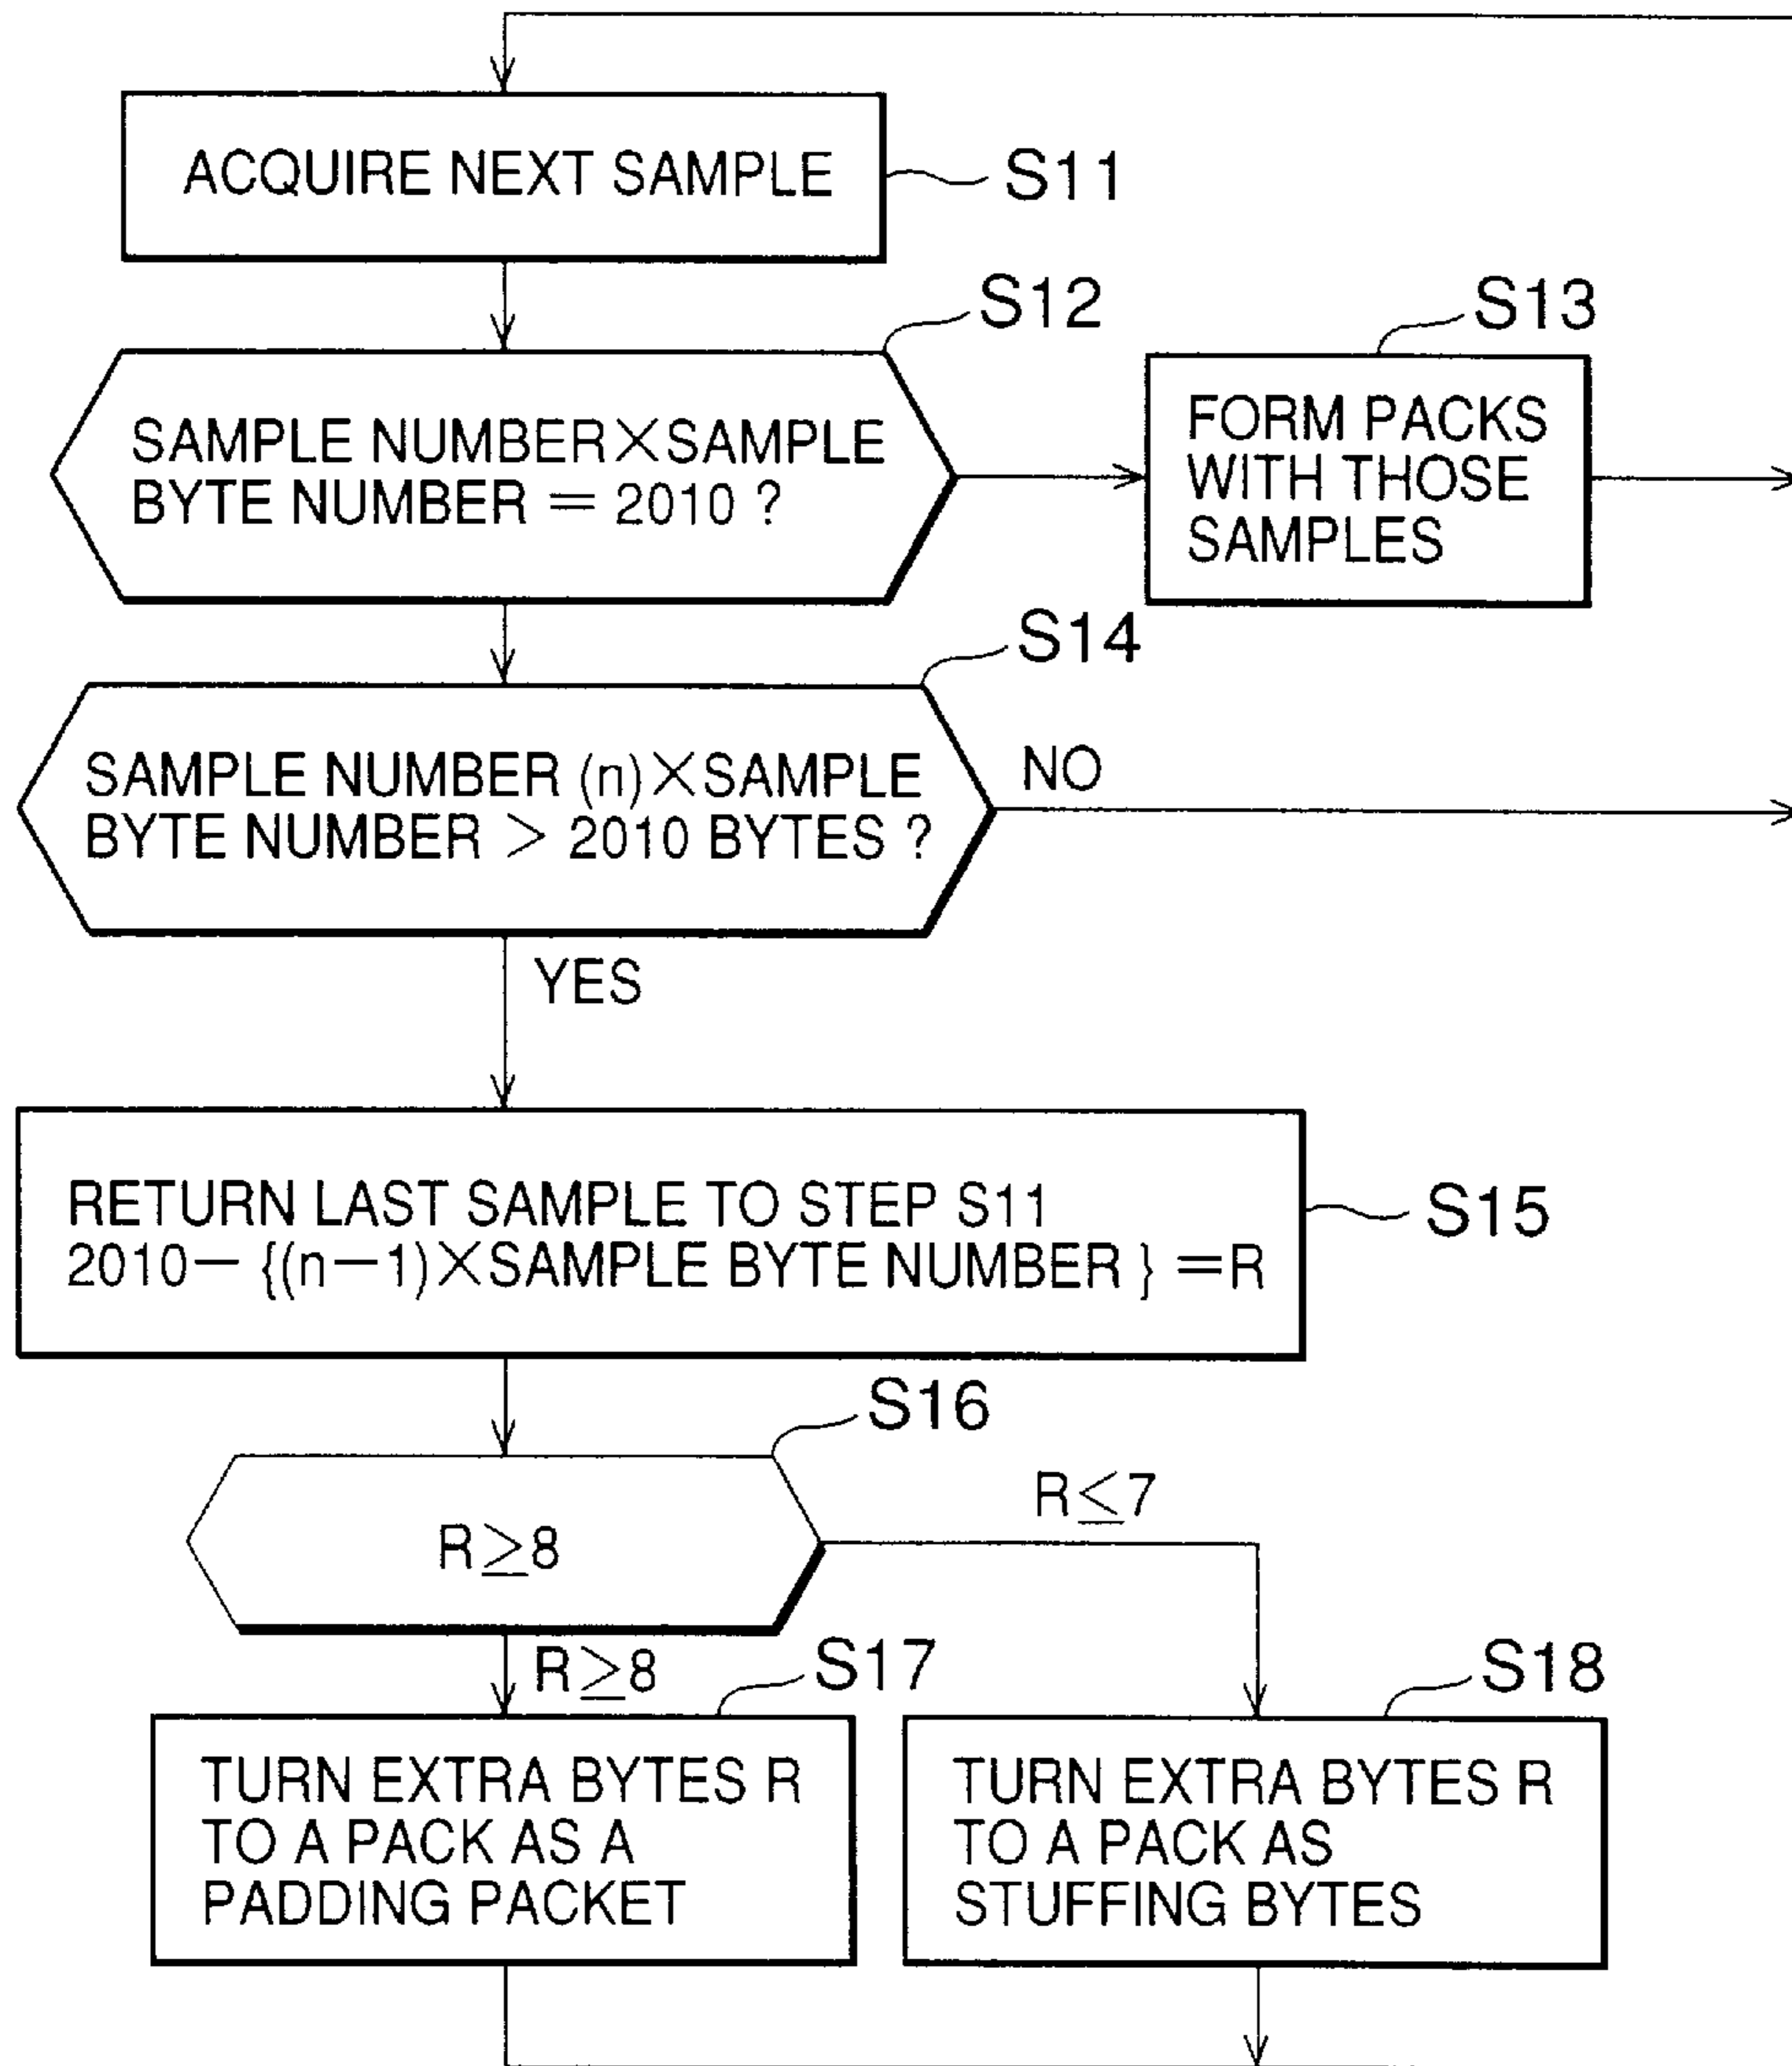 ACQUIRE NEXT SAMPLE
S11
S12
SAMPLE NUMBER×SAMPLE
BYTE NUMBER = 2010 ?
S13
FORM PACKS
WITH THOSE
SAMPLES
S14
SAMPLE NUMBER (n)×SAMPLE
BYTE NUMBER > 2010 BYTES ?
NO
YES
RETURN LAST SAMPLE TO STEP S11
2010− {(n−1)×SAMPLE BYTE NUMBER } =R
S15
S16
R≥8
R≤7
R≥8
S17
TURN EXTRA BYTES R
TO A PACK AS A
PADDING PACKET
S18
TURN EXTRA BYTES R
TO A PACK AS
STUFFING BYTES